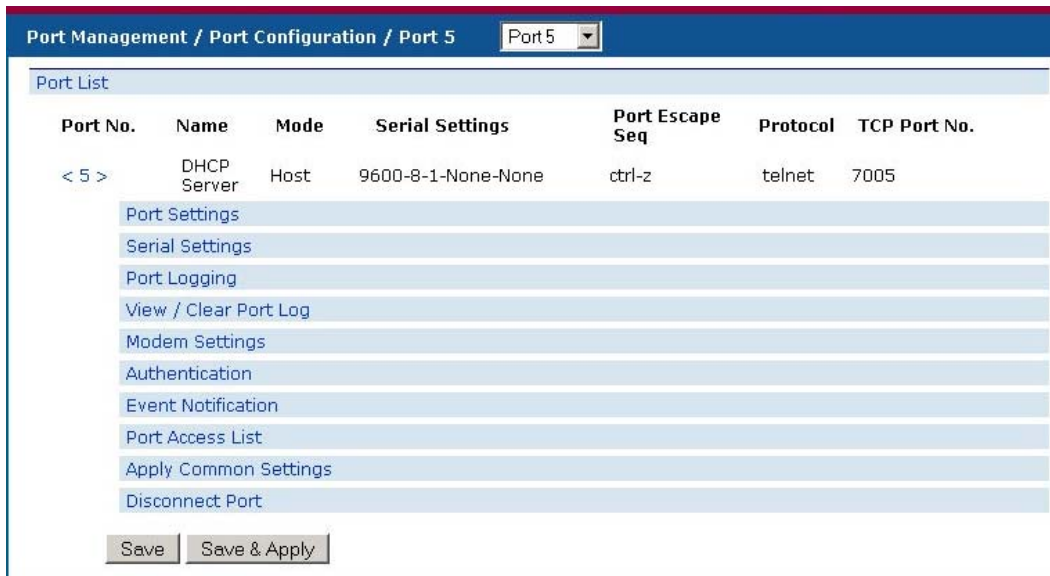 Port Management / Port Configuration / Port 5 Port 5
Port List
Port No. Name Mode Serial Settings Port Escape Seq Protocol TCP Port No.
< 5 > DHCP Server Host 9600-8-1-None-None ctrl-z telnet 7005
Port Settings
Serial Settings
Port Logging
View / Clear Port Log
Modem Settings
Authentication
Event Notification
Port Access List
Apply Common Settings
Disconnect Port
Save Save & Apply